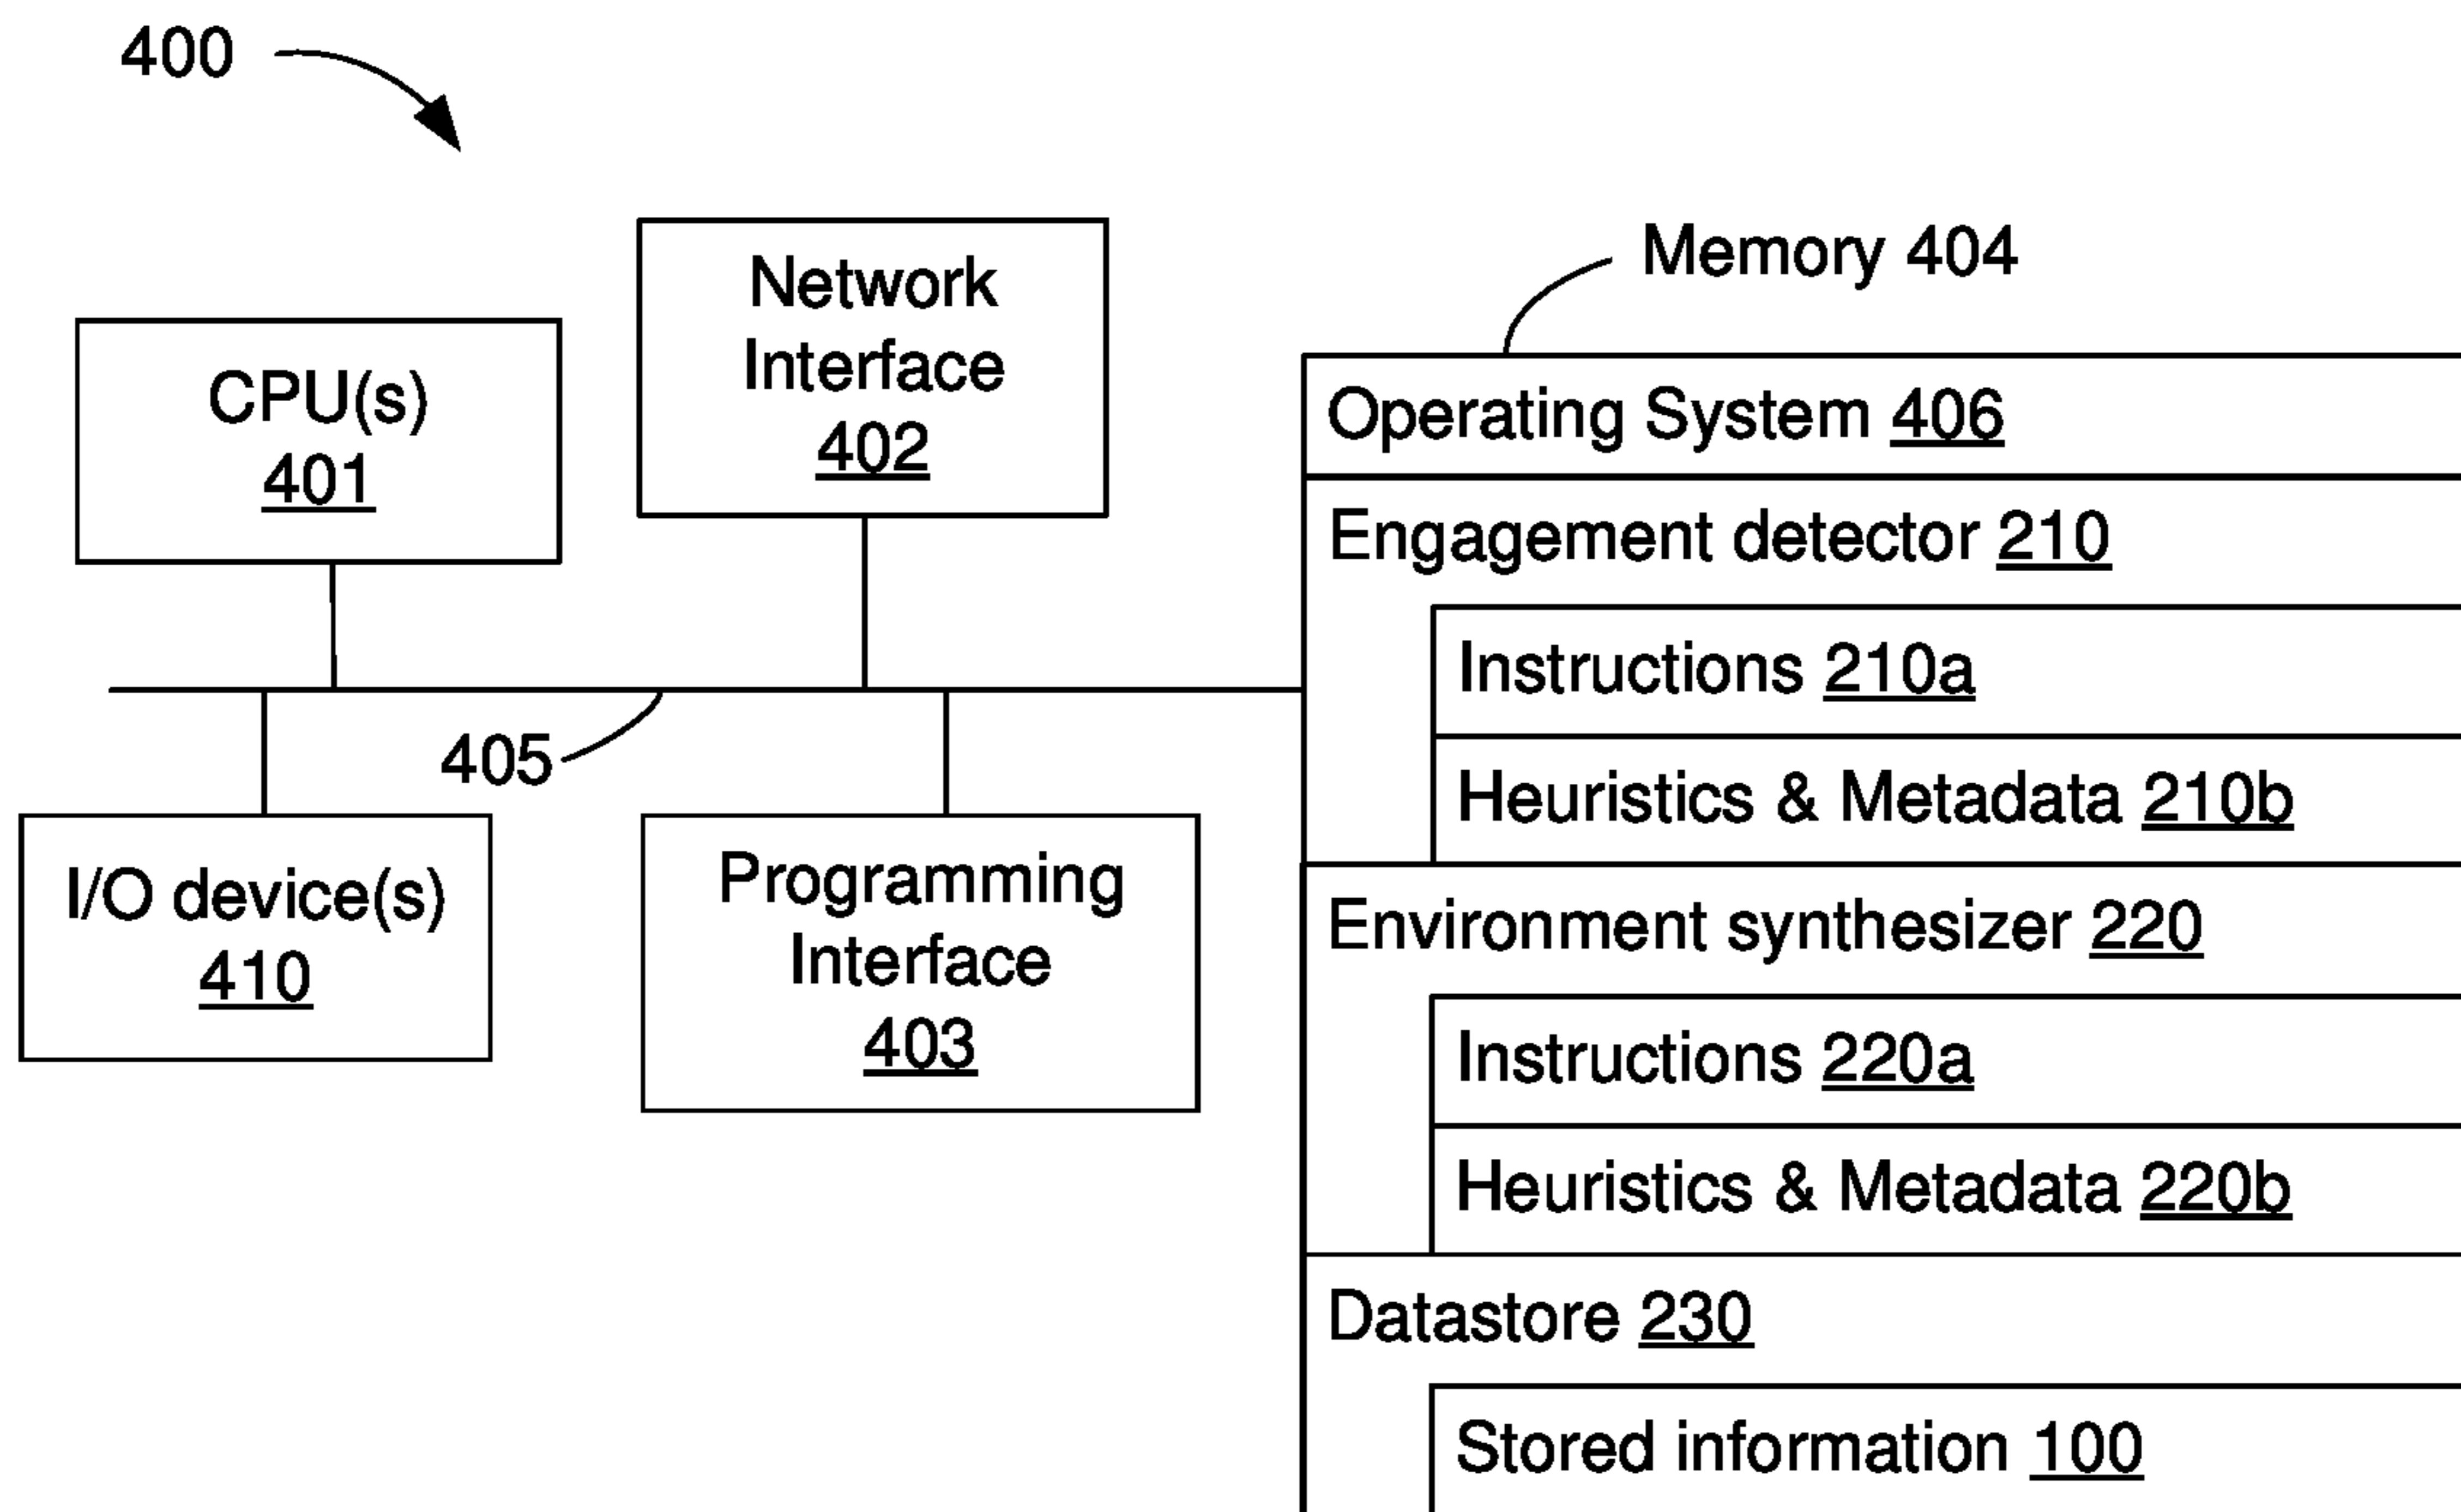 400
Network
Interface
402
CPU(s)
401
Memory 404
Operating System 406
Engagement detector 210
Instructions 210a
Heuristics & Metadata 210b
405
I/O device(s)
410
Programming
Interface
403
Environment synthesizer 220
Instructions 220a
Heuristics & Metadata 220b
Datastore 230
Stored information 100